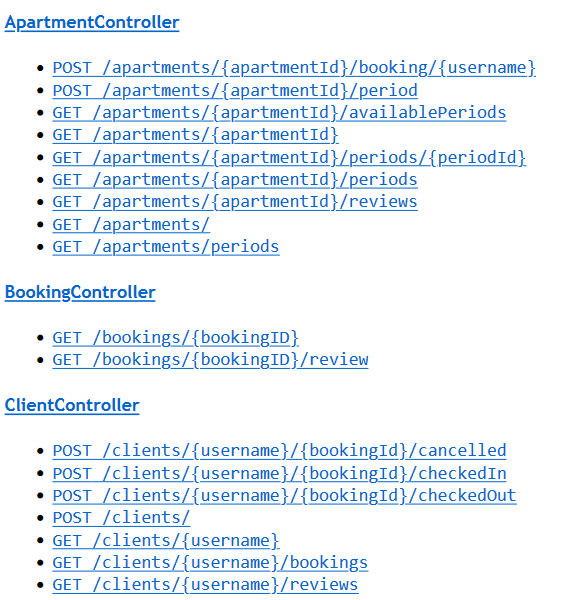 ApartmentController
POST /apartments/{apartmentId}/booking/{username}
POST /apartments/{apartmentId}/period
GET /apartments/{apartmentId}/availablePeriods
GET /apartments/{apartmentId}
GET /apartments/{apartmentId}/periods/{periodId}
GET /apartments/{apartmentId}/periods
GET /apartments/{apartmentId}/reviews
GET /apartments/
GET /apartments/periods
BookingController
GET /bookings/{bookingID}
GET /bookings/{bookingID}/review
ClientController
POST /clients/{username}/{bookingId}/cancelled
POST /clients/{username}/{bookingId}/checkedIn
POST /clients/{username}/{bookingId}/checkedOut
POST /clients/
GET /clients/{username}
GET /clients/{username}/bookings
GET /clients/{username}/reviews